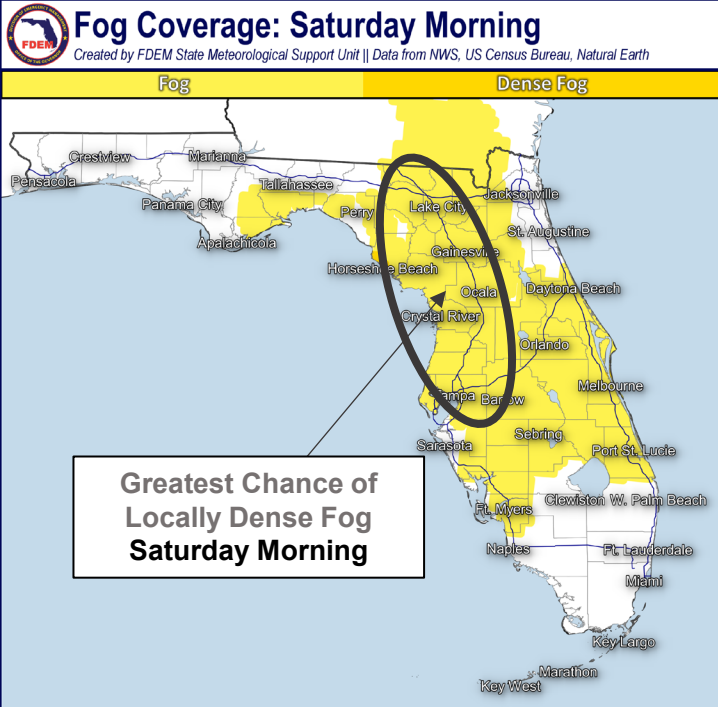 Fog Coverage: Saturday Morning
FDEM
Created by FDEM State Meteorological Support Unit || Data from NWS, US Census Bureau, Natural Earth
Fog
Dense Fog
Crestview
Marianna
Pensacola
Tallahassee
Jacksonville
Panama City
Perry
Lake City
Apalachicola
St. Augustine
Gainesville
Horseshoe Beach
Ocala
Daytona Beach
Crystal River
Orlando
Melbourne
Tampa
Bartow
Sebring
Sarasota
Port St. Lucie
Greatest Chance of
Locally Dense Fog
Saturday Morning
Clewiston
W. Palm Beach
Ft. Myers
Naples
Ft. Lauderdale
Miami
Key Largo
Marathon
Key West